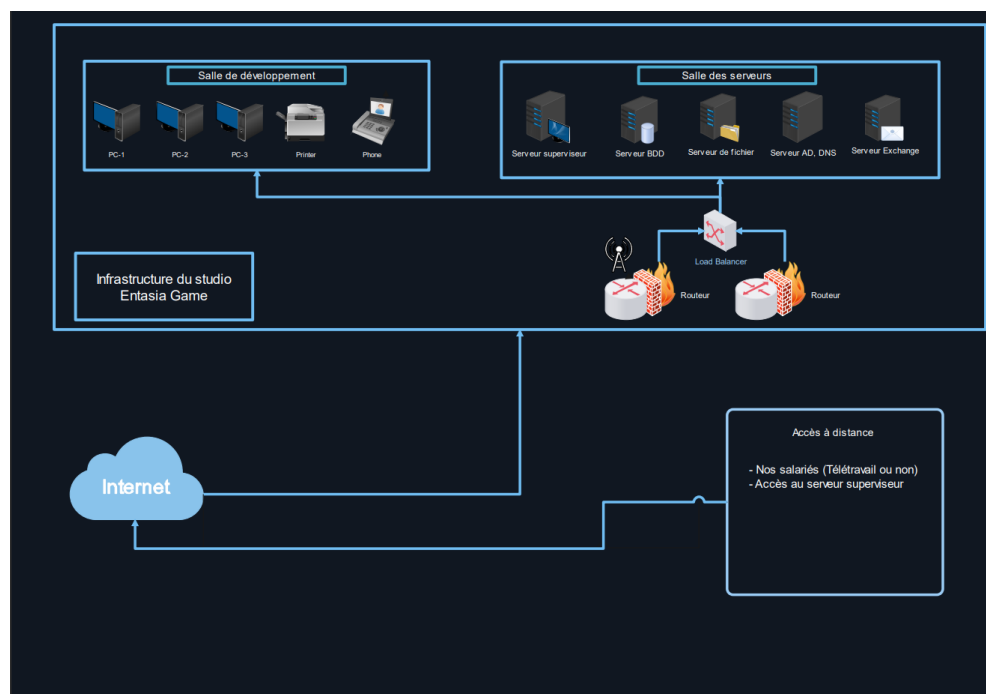 Salle de développement
PC-1
PC-2
PC-3
Printer
Phone
Salle des serveurs
Serveur superviseur
Serveur BDD
Serveur de fichier
Serveur AD, DNS
Serveur Exchange
Load Balancer
Routeur
Routeur
Infrastructure du studio
Entasia Game
Internet
Accès à distance
- Nos salariés (Télétravail ou non)
- Accès au serveur superviseur